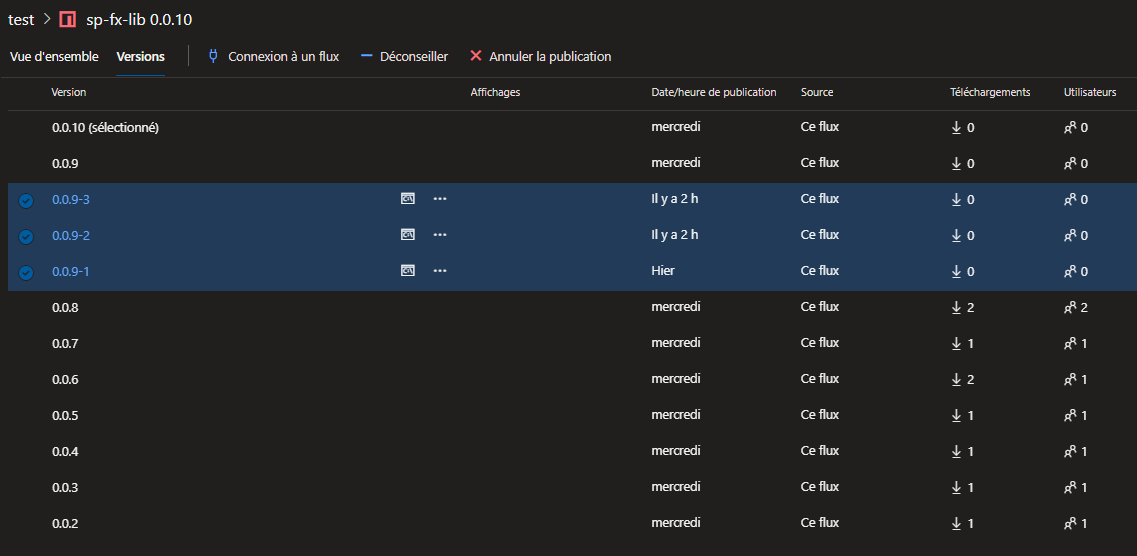 test > sp-fx-lib 0.0.10
Vue d'ensemble Versions Connexion à un flux Déconseiller Annuler la publication
Version Affichages Date/heure de publication Source Téléchargements Utilisateurs
0.0.10 (sélectionné) mercredi Ce flux 0 0
0.0.9 mercredi Ce flux 0 0
0.0.9-3 ... Il y a 2 h Ce flux 0 0
0.0.9-2 ... Il y a 2 h Ce flux 0 0
0.0.9-1 ... Hier Ce flux 0 0
0.0.8 mercredi Ce flux 2 2
0.0.7 mercredi Ce flux 1 1
0.0.6 mercredi Ce flux 2 1
0.0.5 mercredi Ce flux 1 1
0.0.4 mercredi Ce flux 1 1
0.0.3 mercredi Ce flux 1 1
0.0.2 mercredi Ce flux 1 1